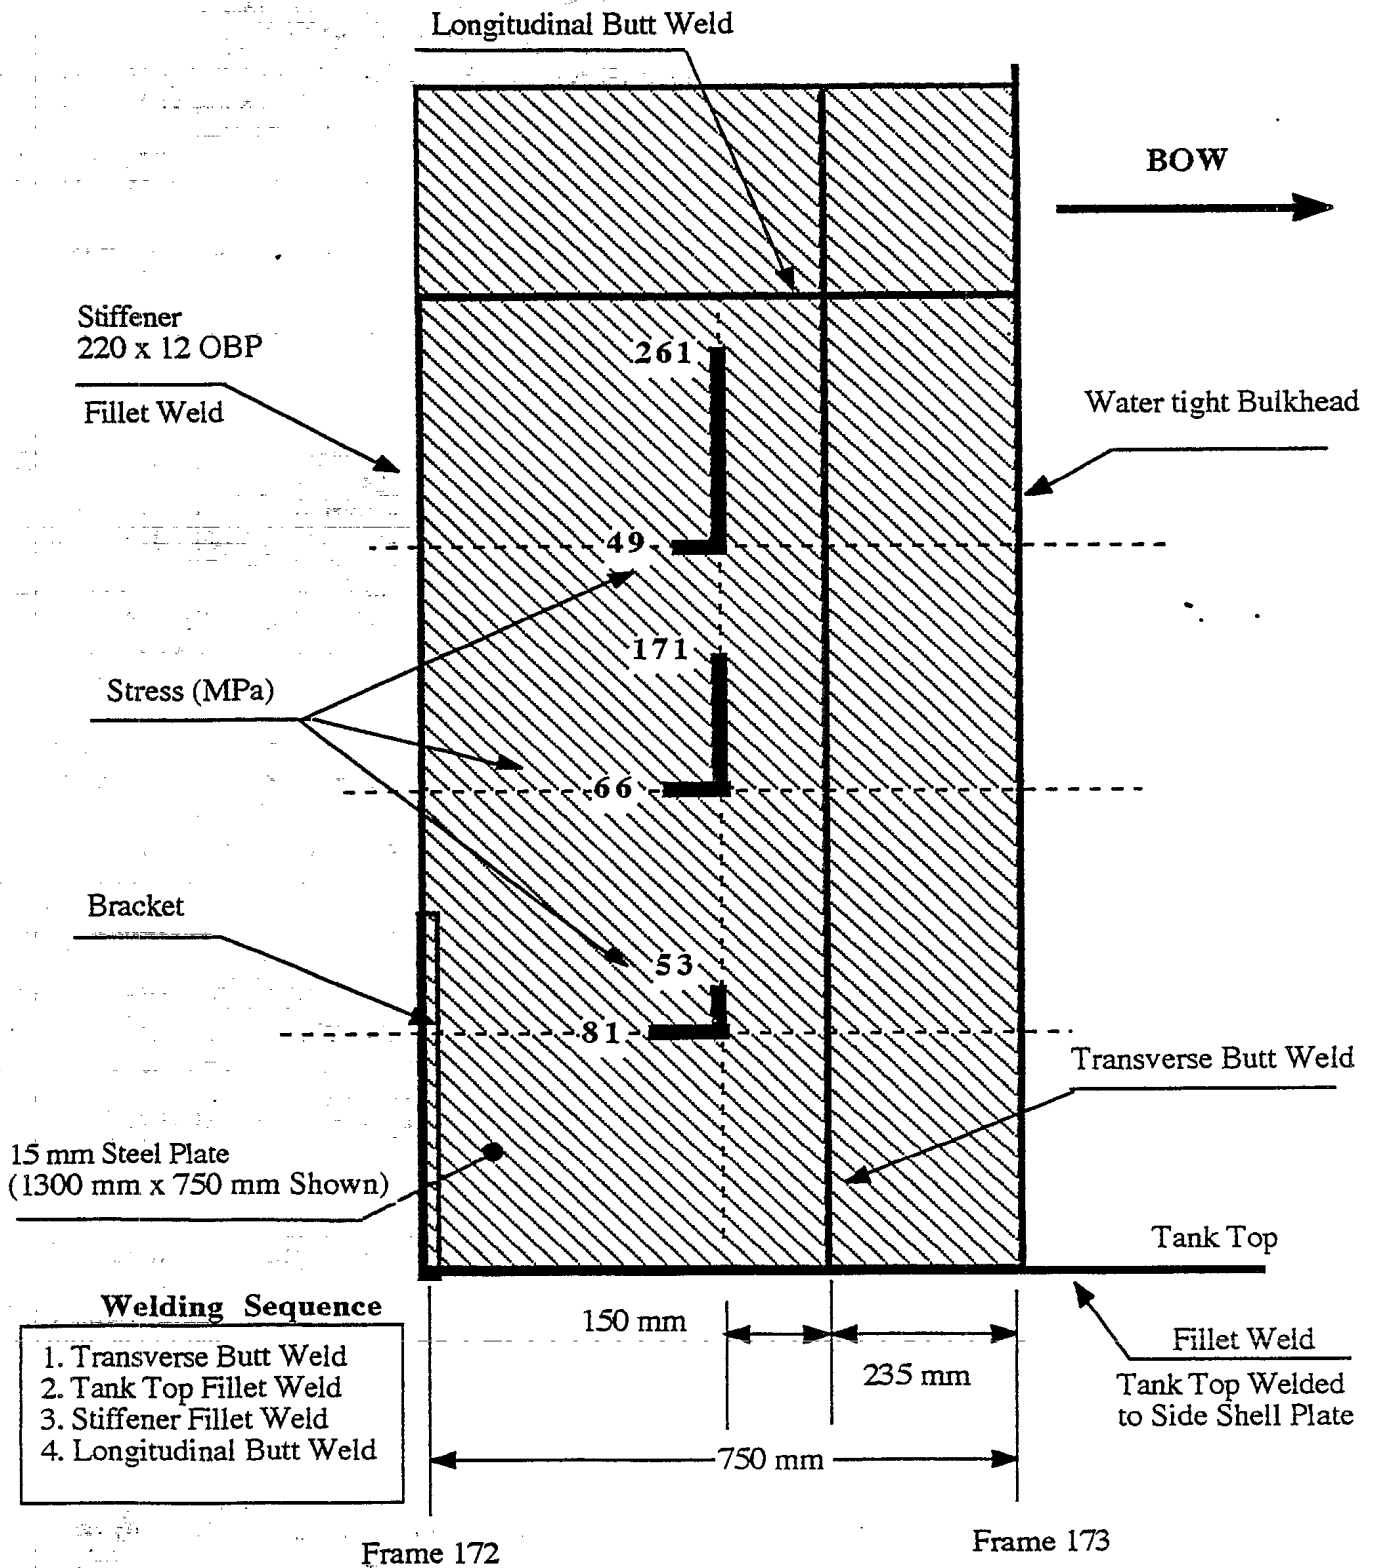 Longitudinal Butt Weld
BOW
Stiffener
220 x 12 OBP
Fillet Weld
261
Water tight Bulkhead
49
171
Stress (MPa)
66
Bracket
53
81
Transverse Butt Weld
15 mm Steel Plate
(1300 mm x 750 mm Shown)
Tank Top
Welding Sequence
1. Transverse Butt Weld
2. Tank Top Fillet Weld
3. Stiffener Fillet Weld
4. Longitudinal Butt Weld
150 mm
235 mm
Fillet Weld
Tank Top Welded
to Side Shell Plate
750 mm
Frame 172
Frame 173